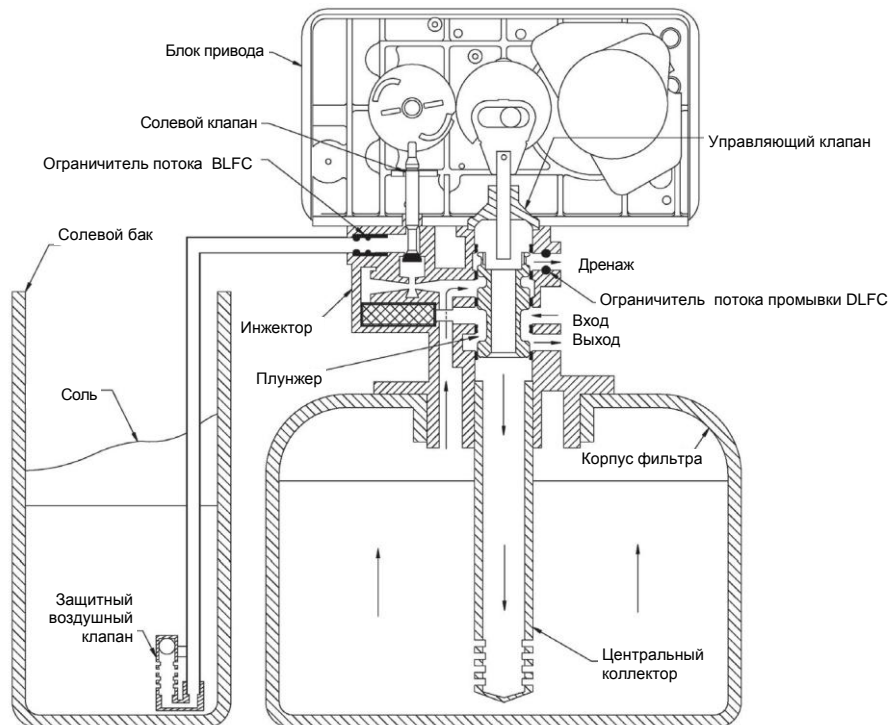 Блок привода
Солевой клапан
Ограничитель потока BLFC
Управляющий клапан
Солевой бак
Дренаж
Ограничитель потока промывки DLFC
Инжектор
Вход
Выход
Плунжер
Соль
Корпус фильтра
Защитный
воздушный
клапан
Центральный
коллектор